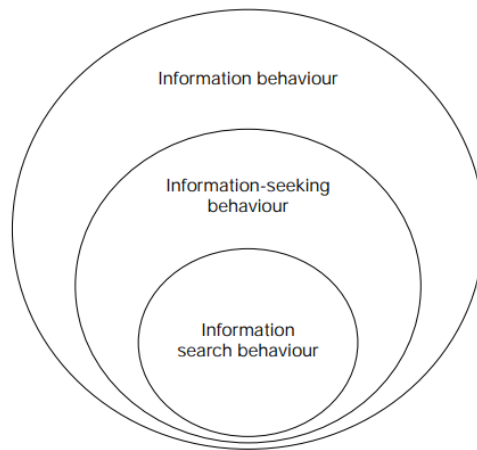 Information behaviour
Information-seeking
behaviour
Information
search behaviour